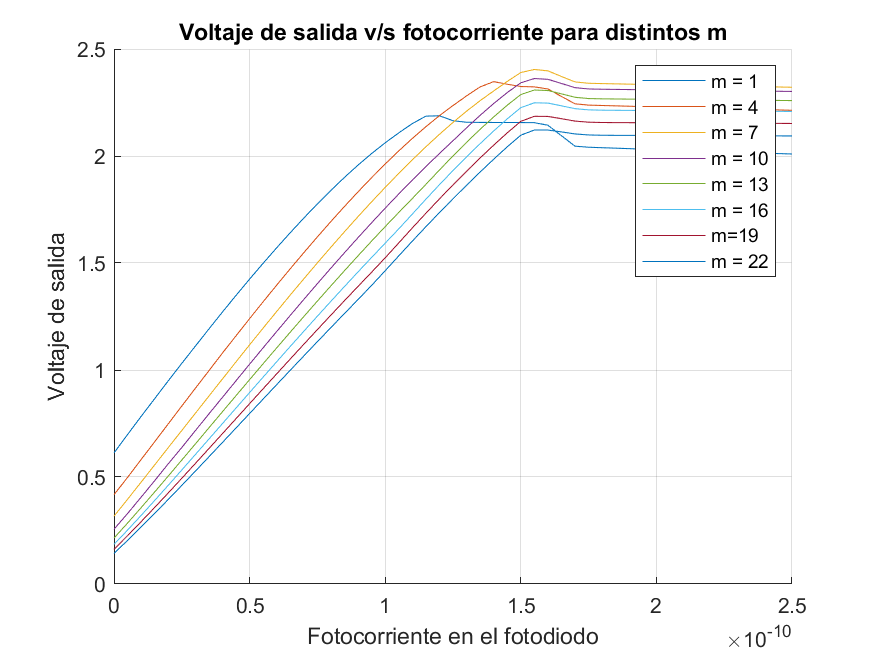 Voltaje de salida v/s fotocorriente para distintos m
2.5
2
1.5
1
0.5
0
Voltaje de salida
0 0.5 1 1.5 2 2.5
×10-10
Fotocorriente en el fotodiodo
m = 1
m = 4
m = 7
m = 10
m = 13
m = 16
m=19
m = 22